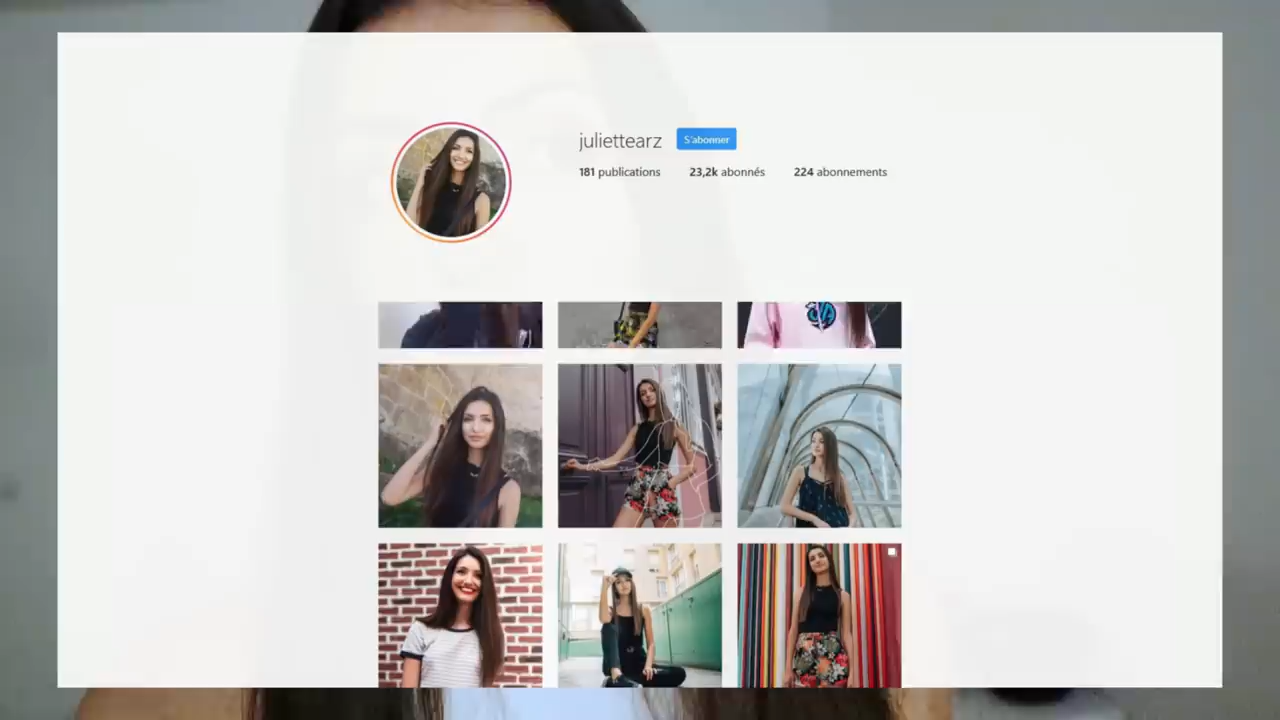 juliettearz S'abonner
181 publications 23,2k abonnés 224 abonnements